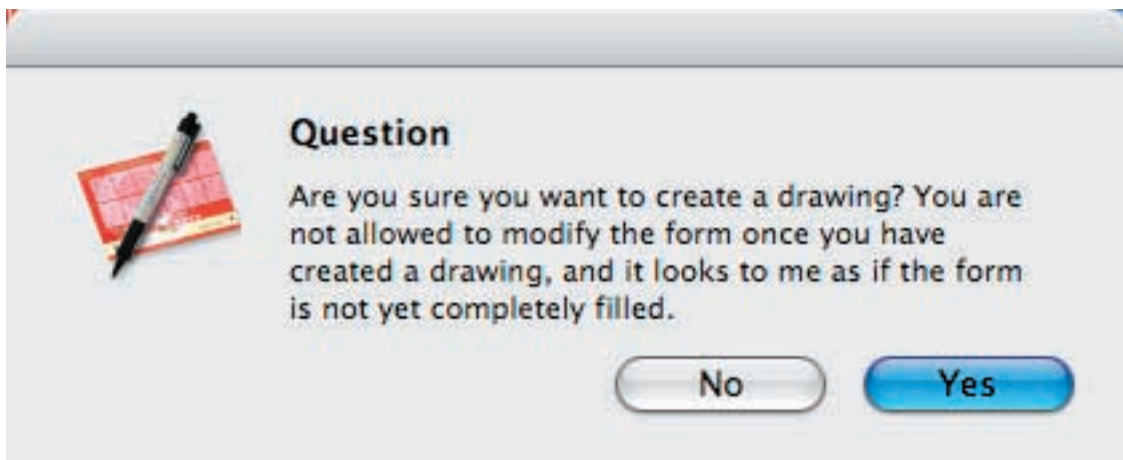 Question
Are you sure you want to create a drawing? You are
not allowed to modify the form once you have
created a drawing, and it looks to me as if the form
is not yet completely filled.
No
Yes